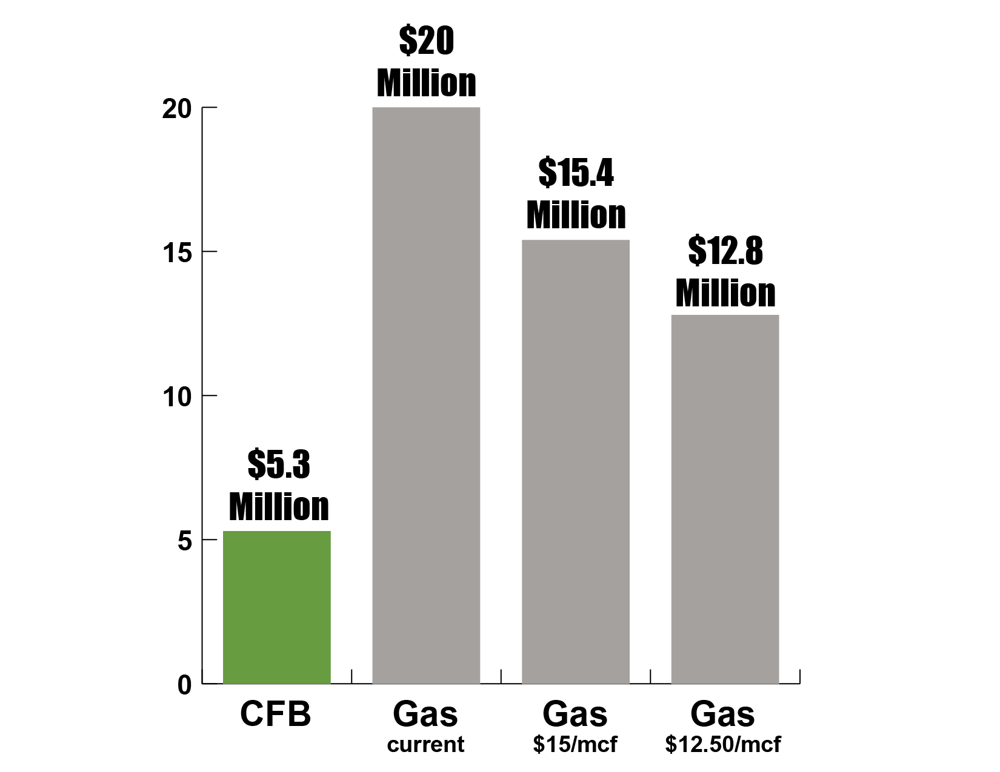 $20
Million
20
$15.4
Million
$12.8
Million
15
10
$5.3
Million
5
0
CFB
Gas
current
Gas
$15/mcf
Gas
$12.50/mcf